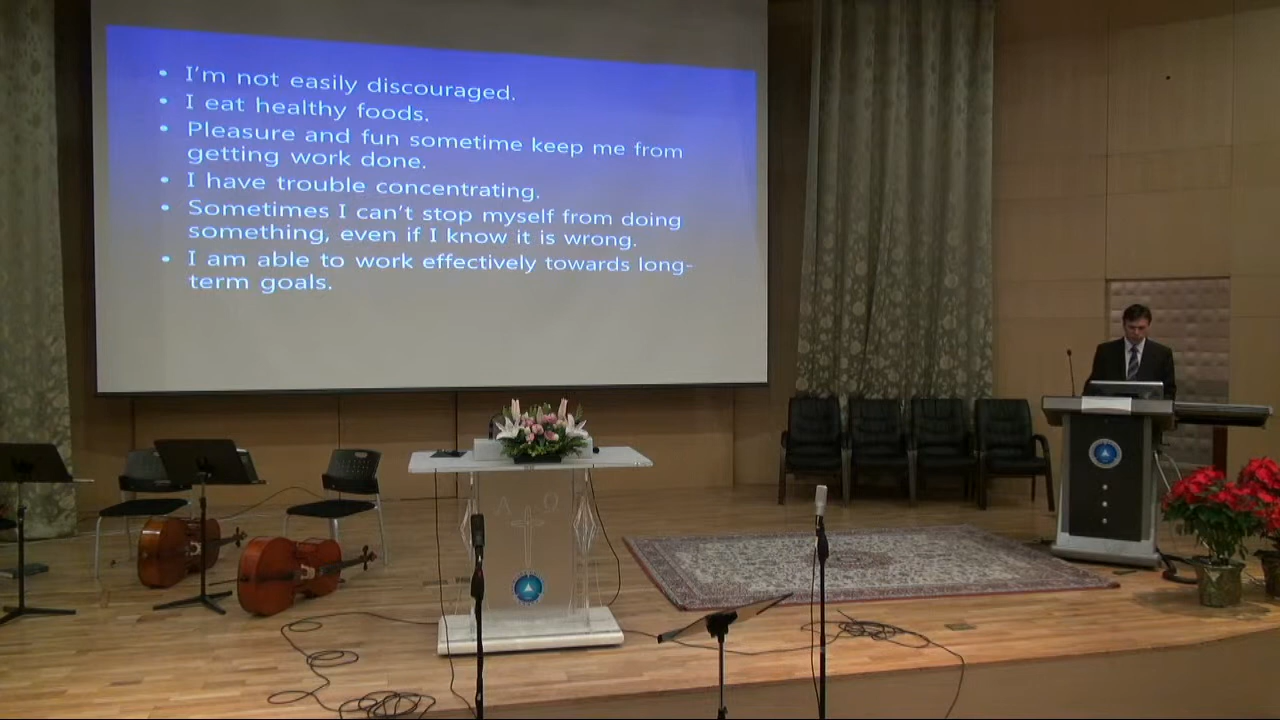 • I'm not easily discouraged.
• I eat healthy foods.
• Pleasure and fun sometime keep me from
getting work done.
• I have trouble concentrating.
• Sometimes I can't stop myself from doing
something, even if I know it is wrong.
• I am able to work effectively towards long-
term goals.
Α Ω